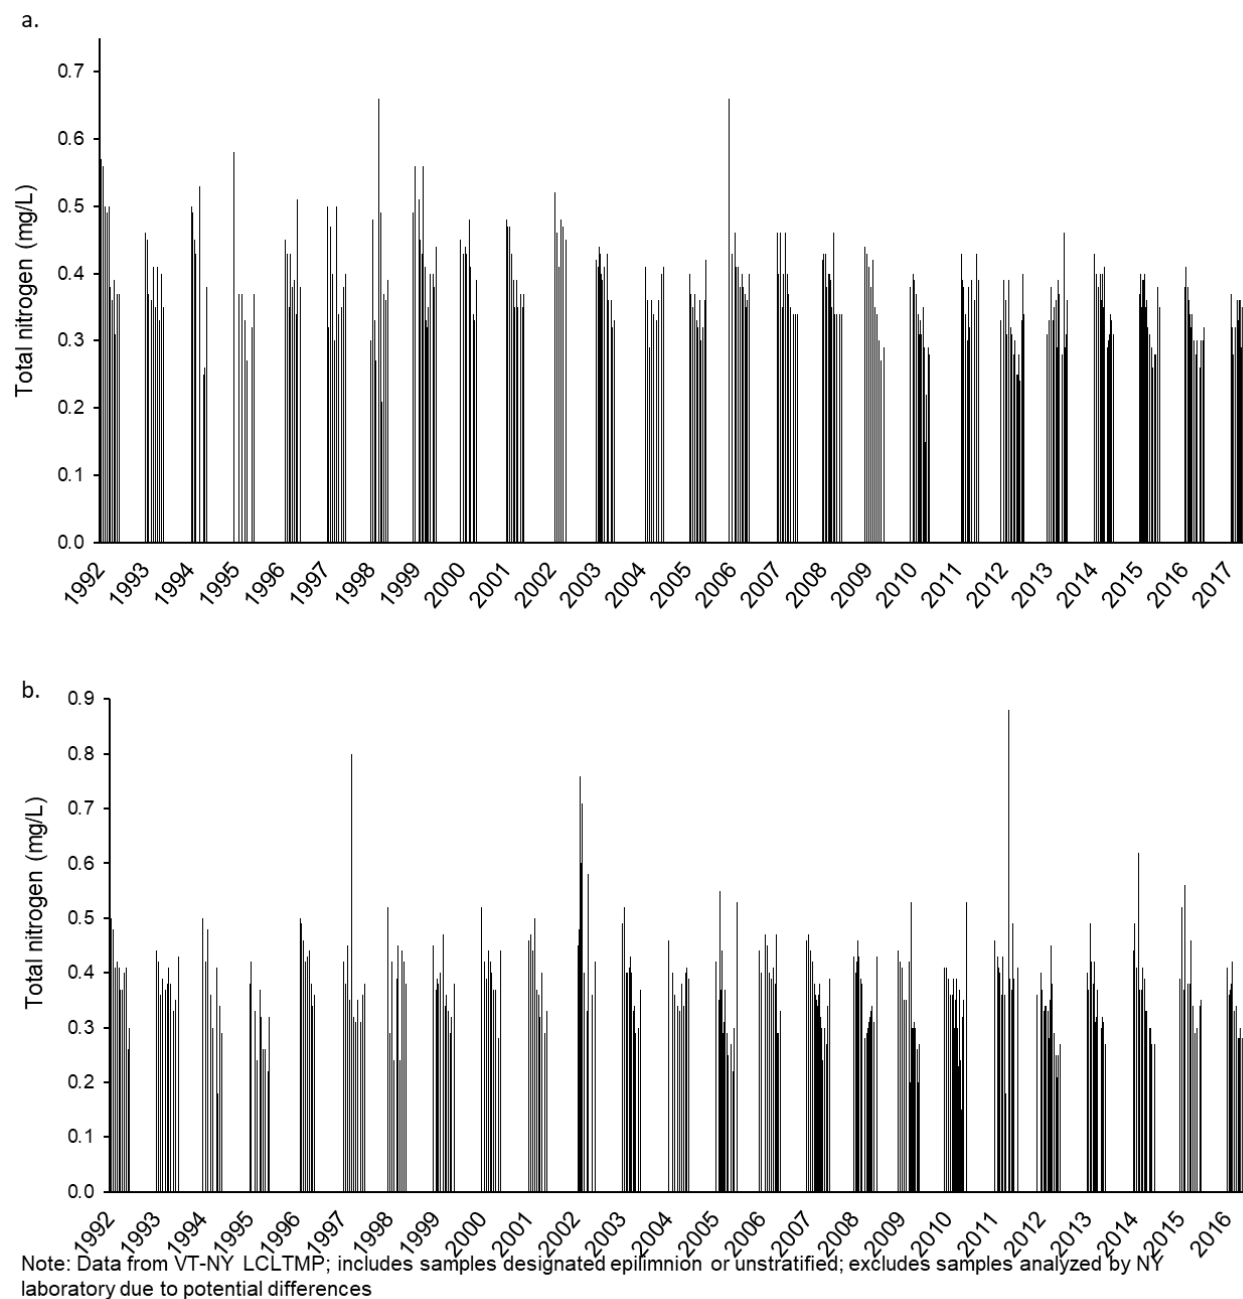 a.
0.7
0.6
0.5
0.4
0.3
0.2
0.1
0.0
Total nitrogen (mg/L)
1992 1993 1994 1995 1996 1997 1998 1999 2000 2001 2002 2003 2004 2005 2006 2007 2008 2009 2010 2011 2012 2013 2014 2015 2016 2017
b.
0.9
0.8
0.7
0.6
0.5
0.4
0.3
0.2
0.1
0.0
Total nitrogen (mg/L)
1992 1993 1994 1995 1996 1997 1998 1999 2000 2001 2002 2003 2004 2005 2006 2007 2008 2009 2010 2011 2012 2013 2014 2015 2016
Note: Data from VT-NY LCLTMP; includes samples designated epilimnion or unstratified; excludes samples analyzed by NY
laboratory due to potential differences